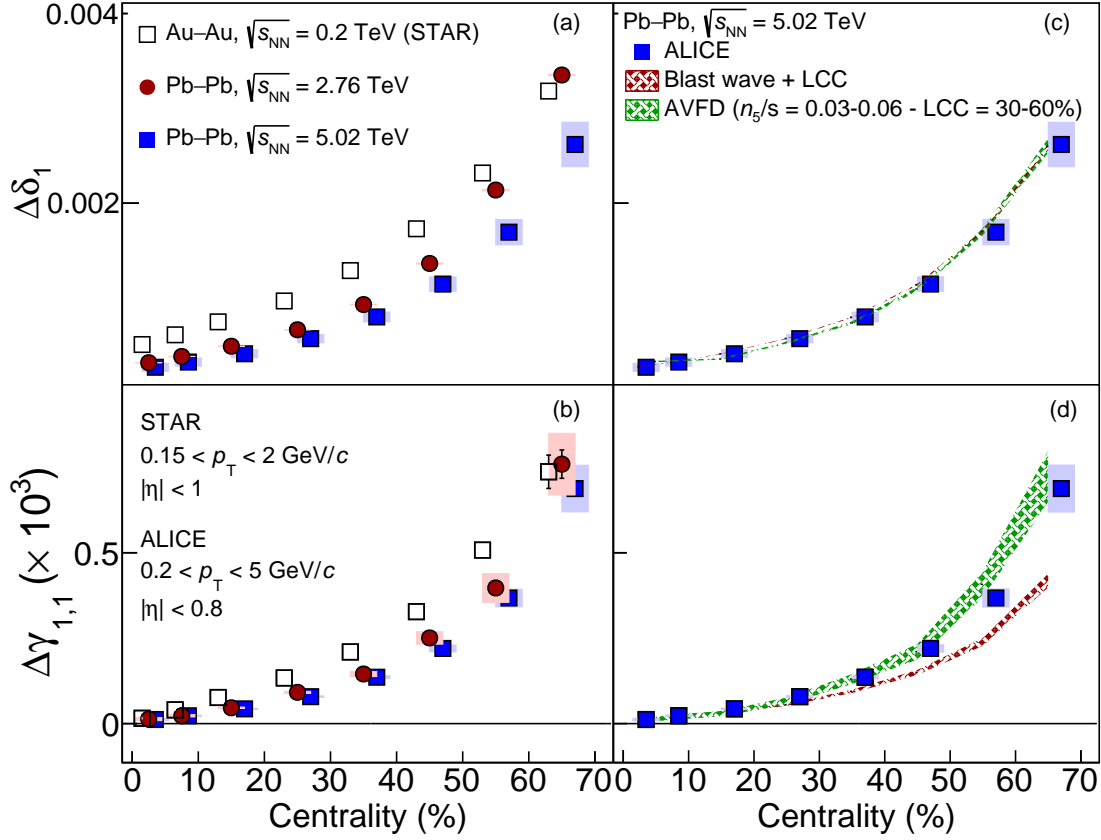 0.004
Au–Au, √sNN = 0.2 TeV (STAR)
(a)
Pb–Pb, √sNN = 2.76 TeV
Pb–Pb, √sNN = 5.02 TeV
0.002
Δδ1
Pb–Pb, √sNN = 5.02 TeV
(c)
ALICE
Blast wave + LCC
AVFD (n5/s = 0.03-0.06 - LCC = 30-60%)
STAR
(b)
0.15 < pT < 2 GeV/c
|η| < 1
ALICE
0.2 < pT < 5 GeV/c
|η| < 0.8
0.5
0
Δγ1,1 (× 10³)
(d)
0 10 20 30 40 50 60 70
Centrality (%)
0 10 20 30 40 50 60 70
Centrality (%)